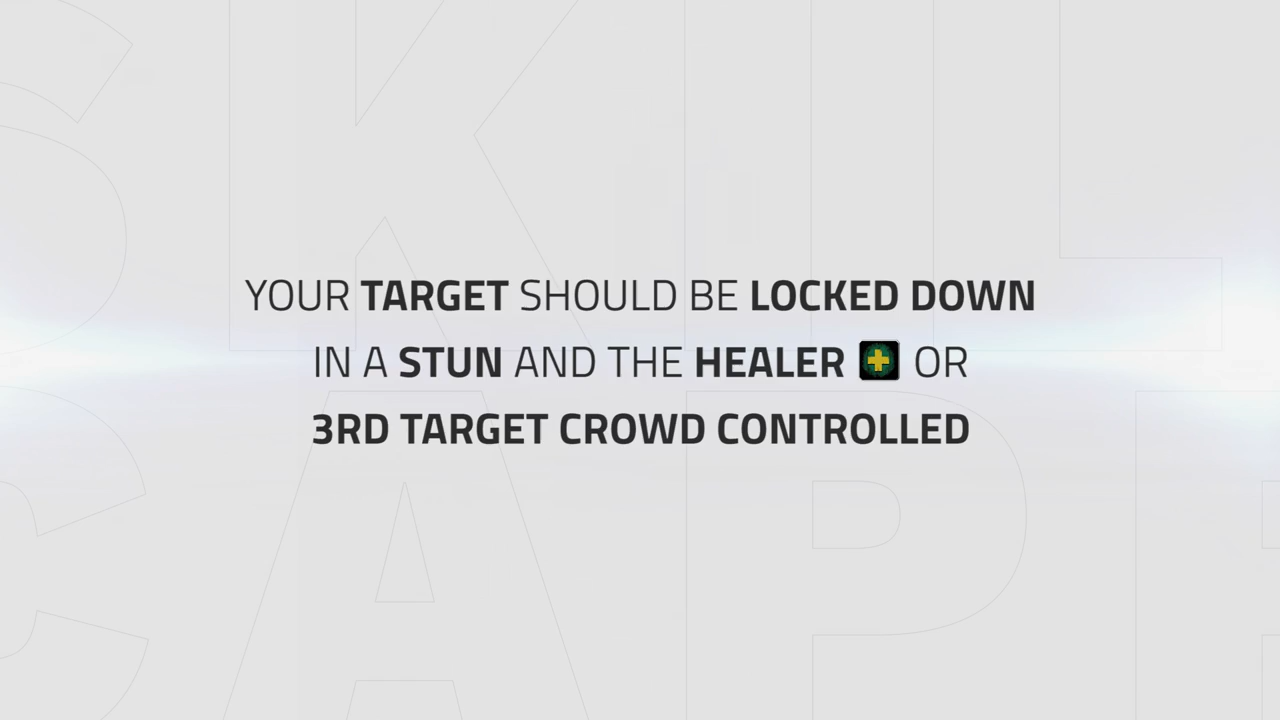 YOUR TARGET SHOULD BE LOCKED DOWN
IN A STUN AND THE HEALER OR
3RD TARGET CROWD CONTROLLED